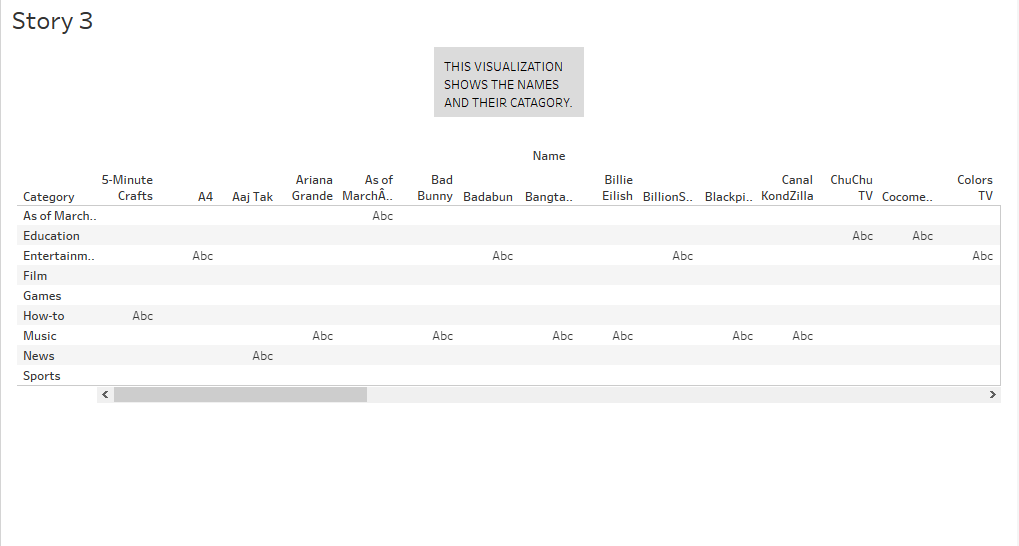 Story 3
THIS VISUALIZATION
SHOWS THE NAMES
AND THEIR CATAGORY.
Name
Category 5-Minute Crafts A4 Aaj Tak Ariana Grande As of MarchÂ.. Bad Bunny Badabun Bangta.. Billie Eilish BillionS.. Blackpi.. Canal KondZilla ChuChu TV Cocome.. Colors TV
As of March.. Abc
Education Abc Abc
Entertainm.. Abc Abc Abc Abc
Film
Games
How-to Abc
Music Abc Abc Abc Abc Abc Abc
News Abc
Sports